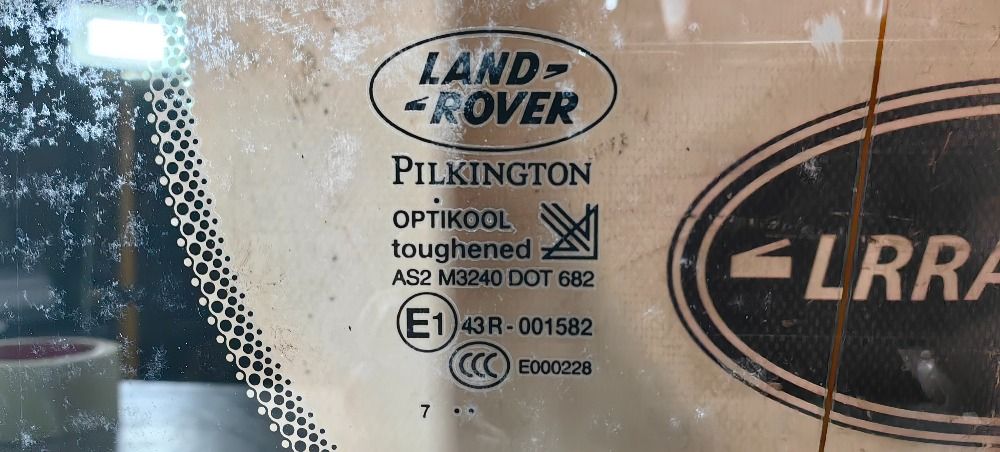 LAND
ROVER
PILKINGTON
OPTIKOOL
toughened
AS2 M3240 DOT 682
E1 43R-001582
CCC E000228
7 ••
LRRA